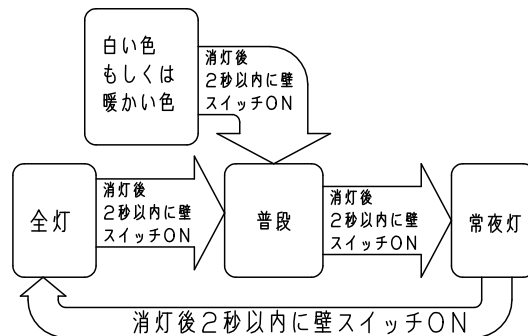 白い色
もしくは
暖かい色
消灯後
2秒以内に壁
スイッチON
全灯
消灯後
2秒以内に壁
スイッチON
普段
消灯後
2秒以内に壁
スイッチON
常夜灯
消灯後2秒以内に壁スイッチON